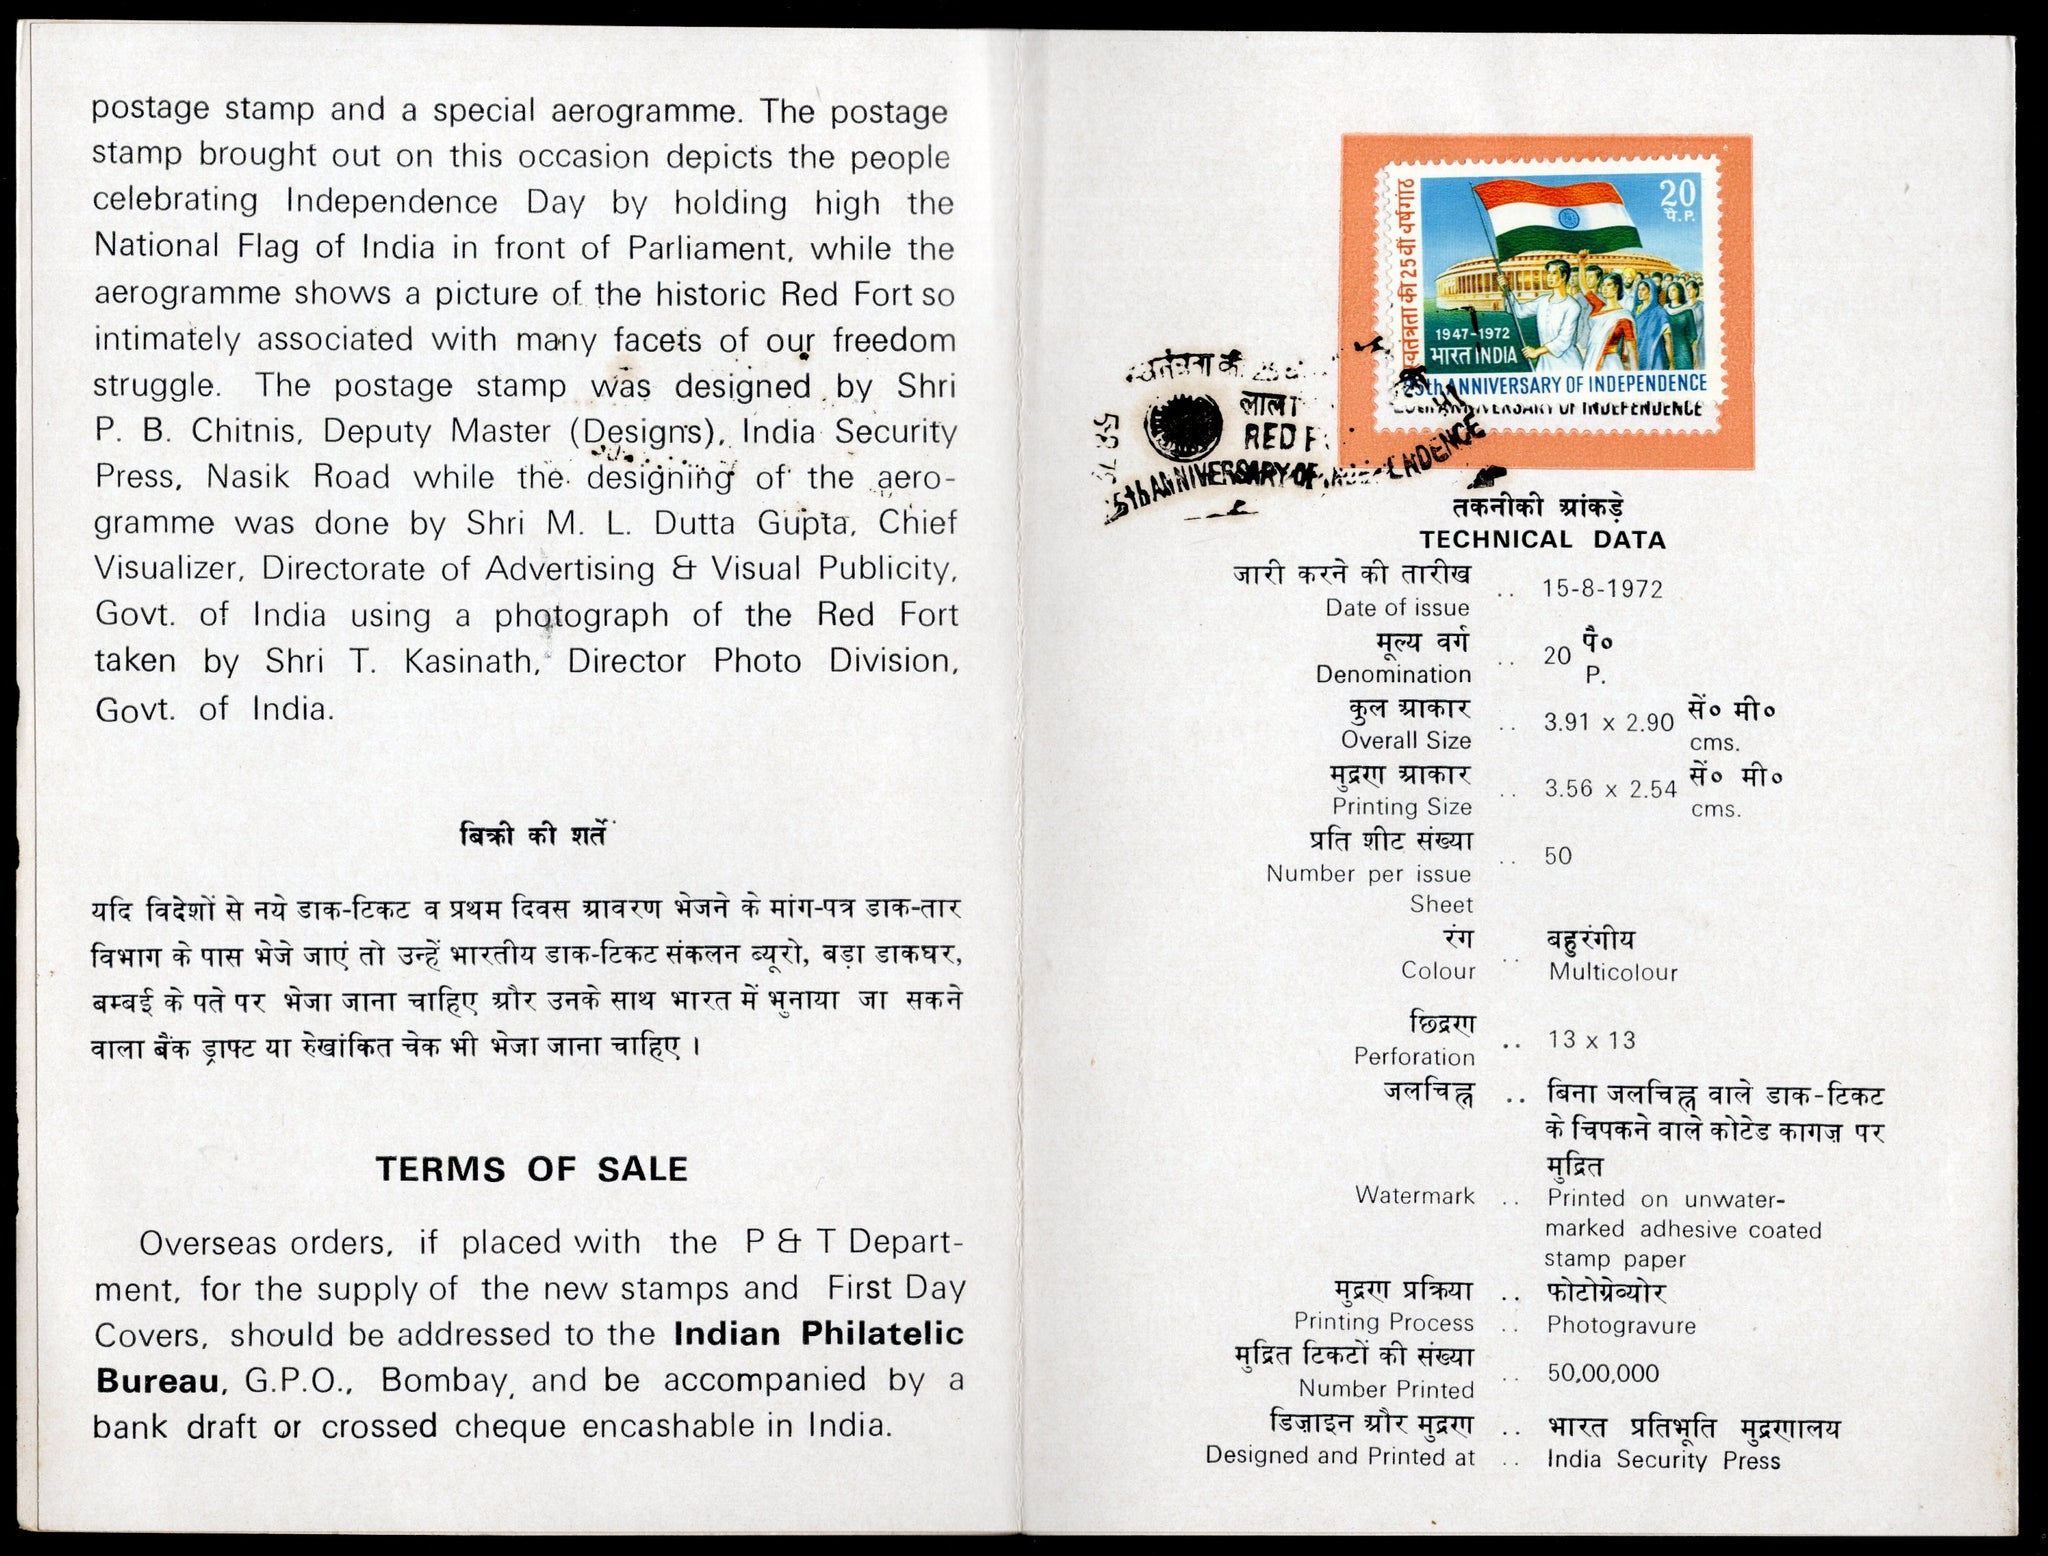 postage stamp and a special aerogramme. The postage
stamp brought out on this occasion depicts the people
celebrating Independence Day by holding high the
National Flag of India in front of Parliament, while the
aerogramme shows a picture of the historic Red Fort so
intimately associated with many facets of our freedom
struggle. The postage stamp was designed by Shri
P. B. Chitnis, Deputy Master (Designs), India Security
Press, Nasik Road while the designing of the aero-
gramme was done by Shri M. L. Dutta Gupta, Chief
Visualizer, Directorate of Advertising & Visual Publicity,
Govt. of India using a photograph of the Red Fort
taken by Shri T. Kasinath, Director Photo Division,
Govt. of India.
बिक्री की शर्तें
यदि विदेशों से नये डाक-टिकट व प्रथम दिवस आवरण भेजने के मांग-पत्र डाक-तार
विभाग के पास भेजे जाएं तो उन्हें भारतीय डाक-टिकट संकलन ब्यूरो, बड़ा डाकघर,
बम्बई के पते पर भेजा जाना चाहिए और उनके साथ भारत में भुनाया जा सकने
वाला बैंक ड्राफ्ट या रुेखांकित चेक भी भेजा जाना चाहिए ।
TERMS OF SALE
Overseas orders, if placed with the P & T Depart-
ment, for the supply of the new stamps and First Day
Covers, should be addressed to the Indian Philatelic
Bureau, G.P.O., Bombay, and be accompanied by a
bank draft or crossed cheque encashable in India.
स्वतंत्रता की 25वीं वर्षगांठ
20
पै.P.
1947-1972
भारत INDIA
25th ANNIVERSARY OF INDEPENDENCE
RED
ANNIVERSARY OF
तकनीकी आंकड़े
TECHNICAL DATA
जारी करने की तारीख
Date of issue .. 15-8-1972
मूल्य वर्ग
Denomination .. 20 पै० P.
कुल आकार
Overall Size .. 3.91 x 2.90 सें० मी० cms.
मुद्रण आकार
Printing Size .. 3.56 x 2.54 सें० मी० cms.
प्रति शीट संख्या
Number per issue .. 50
Sheet
रंग .. बहुरंगीय
Colour Multicolour
छिद्रण
Perforation .. 13 x 13
जलचिह्न .. बिना जलचिह्न वाले डाक-टिकट
के चिपकने वाले कोटेड कागज़ पर
मुद्रित
Watermark .. Printed on unwater-
marked adhesive coated
stamp paper
मुद्रण प्रक्रिया .. फोटोग्रेव्योर
Printing Process .. Photogravure
मुद्रित टिकटों की संख्या
Number Printed .. 50,00,000
डिज़ाइन और मुद्रण .. भारत प्रतिभूति मुद्रणालय
Designed and Printed at .. India Security Press